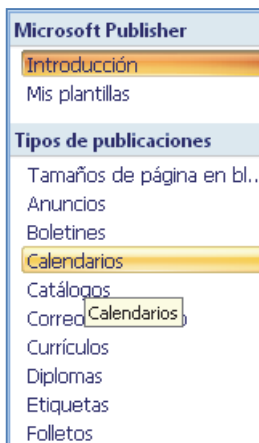 Microsoft Publisher
Introducción
Mis plantillas
Tipos de publicaciones
Tamaños de página en bl...
Anuncios
Boletines
Calendarios
Catálogos
Correo
Calendarios
Currículos
Diplomas
Etiquetas
Folletos